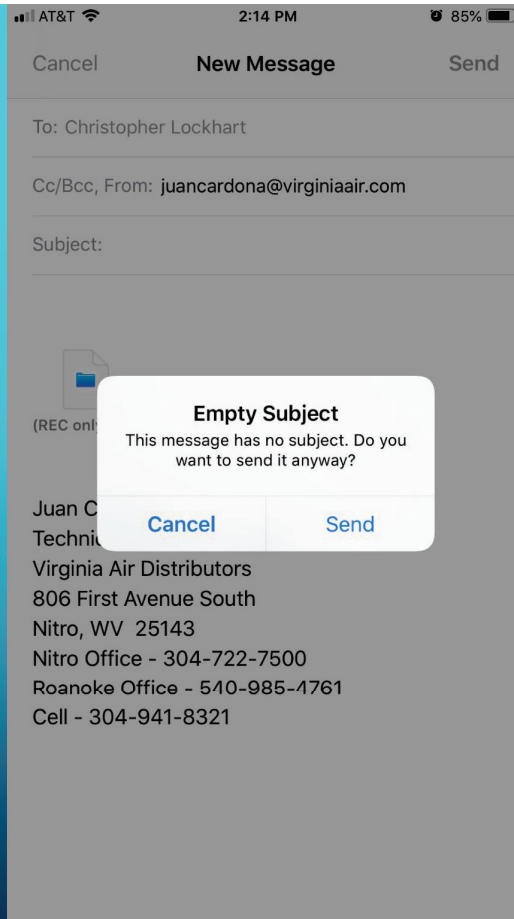 AT&T 2:14 PM 85%
Cancel New Message Send
To: Christopher Lockhart
Cc/Bcc, From: juancardona@virginiaair.com
Subject:
(REC only
Empty Subject
This message has no subject. Do you
want to send it anyway?
Cancel Send
Juan C
Technic
Virginia Air Distributors
806 First Avenue South
Nitro, WV 25143
Nitro Office - 304-722-7500
Roanoke Office - 540-985-4761
Cell - 304-941-8321